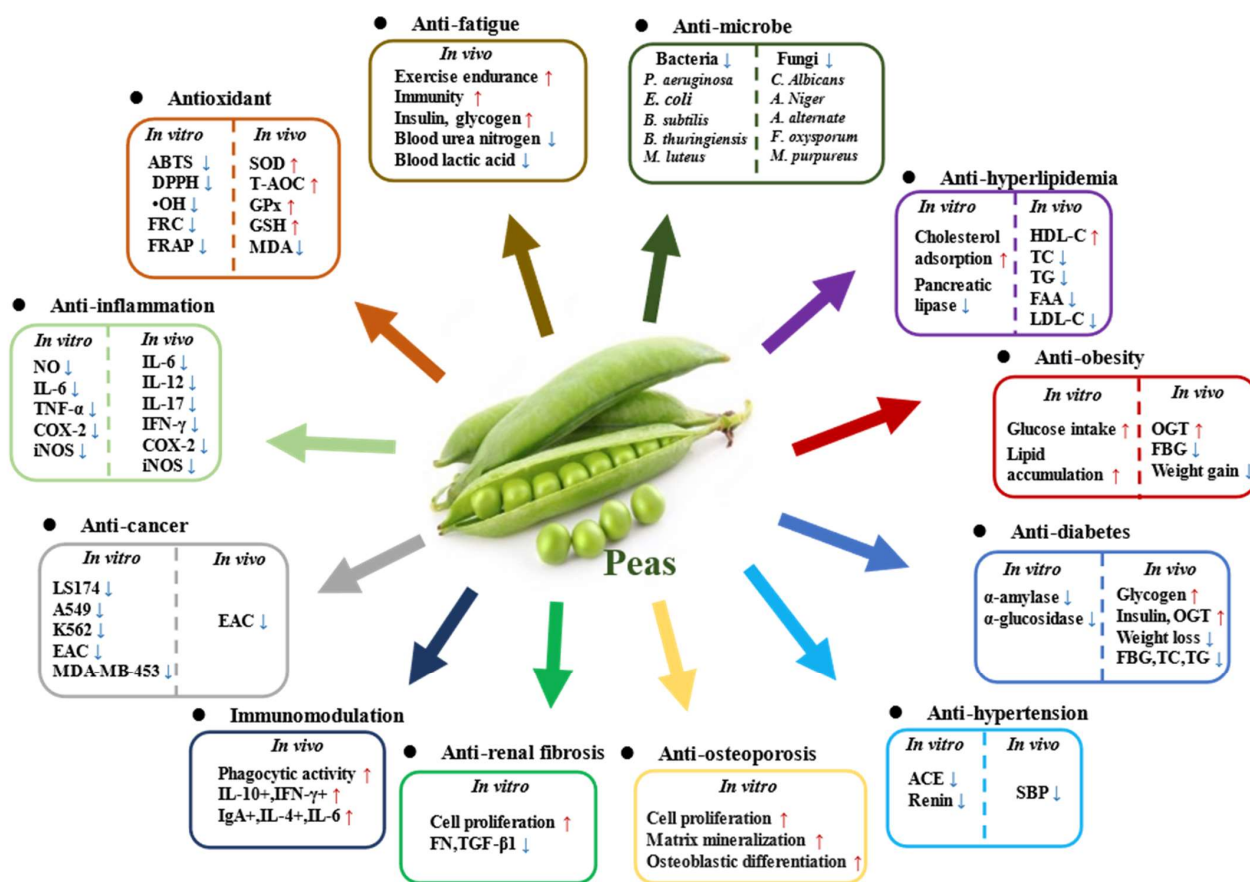 ● Anti-fatigue
In vivo
Exercise endurance ↑
Immunity ↑
Insulin, glycogen ↑
Blood urea nitrogen ↓
Blood lactic acid ↓
● Anti-microbe
Bacteria ↓
P. aeruginosa
E. coli
B. subtilis
B. thuringiensis
M. luteus
Fungi ↓
C. Albicans
A. Niger
A. alternate
F. oxysporum
M. purpureus
● Antioxidant
In vitro
ABTS ↓
DPPH ↓
•OH ↓
FRC ↓
FRAP ↓
In vivo
SOD ↑
T-AOC ↑
GPx ↑
GSH ↑
MDA ↓
● Anti-hyperlipidemia
In vitro
Cholesterol
adsorption ↑
Pancreatic
lipase ↓
In vivo
HDL-C ↑
TC ↓
TG ↓
FAA ↓
LDL-C ↓
● Anti-inflammation
In vitro
NO ↓
IL-6 ↓
TNF-α ↓
COX-2 ↓
iNOS ↓
In vivo
IL-6 ↓
IL-12 ↓
IL-17 ↓
IFN-γ ↓
COX-2 ↓
iNOS ↓
● Anti-obesity
In vitro
Glucose intake ↑
Lipid
accumulation ↑
In vivo
OGT ↑
FBG ↓
Weight gain ↓
Peas
● Anti-cancer
In vitro
LS174 ↓
A549 ↓
K562 ↓
EAC ↓
MDA-MB-453 ↓
In vivo
EAC ↓
● Anti-diabetes
In vitro
α-amylase ↓
α-glucosidase ↓
In vivo
Glycogen ↑
Insulin, OGT ↑
Weight loss ↓
FBG,TC,TG ↓
● Immunomodulation
In vivo
Phagocytic activity ↑
IL-10+,IFN-γ+ ↑
IgA+,IL-4+,IL-6 ↑
● Anti-renal fibrosis
In vitro
Cell proliferation ↑
FN,TGF-β1 ↓
● Anti-osteoporosis
In vitro
Cell proliferation ↑
Matrix mineralization ↑
Osteoblastic differentiation ↑
● Anti-hypertension
In vitro
ACE ↓
Renin ↓
In vivo
SBP ↓